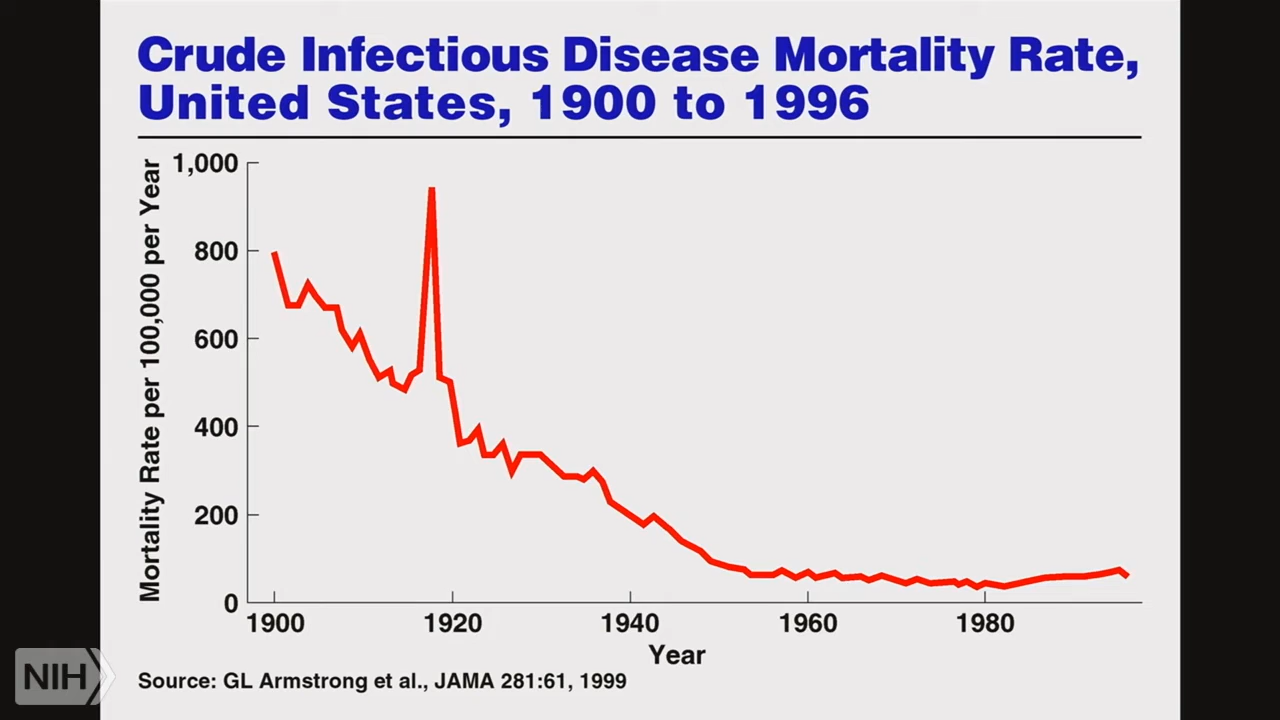 Crude Infectious Disease Mortality Rate,
United States, 1900 to 1996
Mortality Rate per 100,000 per Year
1,000
800
600
400
200
0
1900 1920 1940 1960 1980
Year
NIH
Source: GL Armstrong et al., JAMA 281:61, 1999